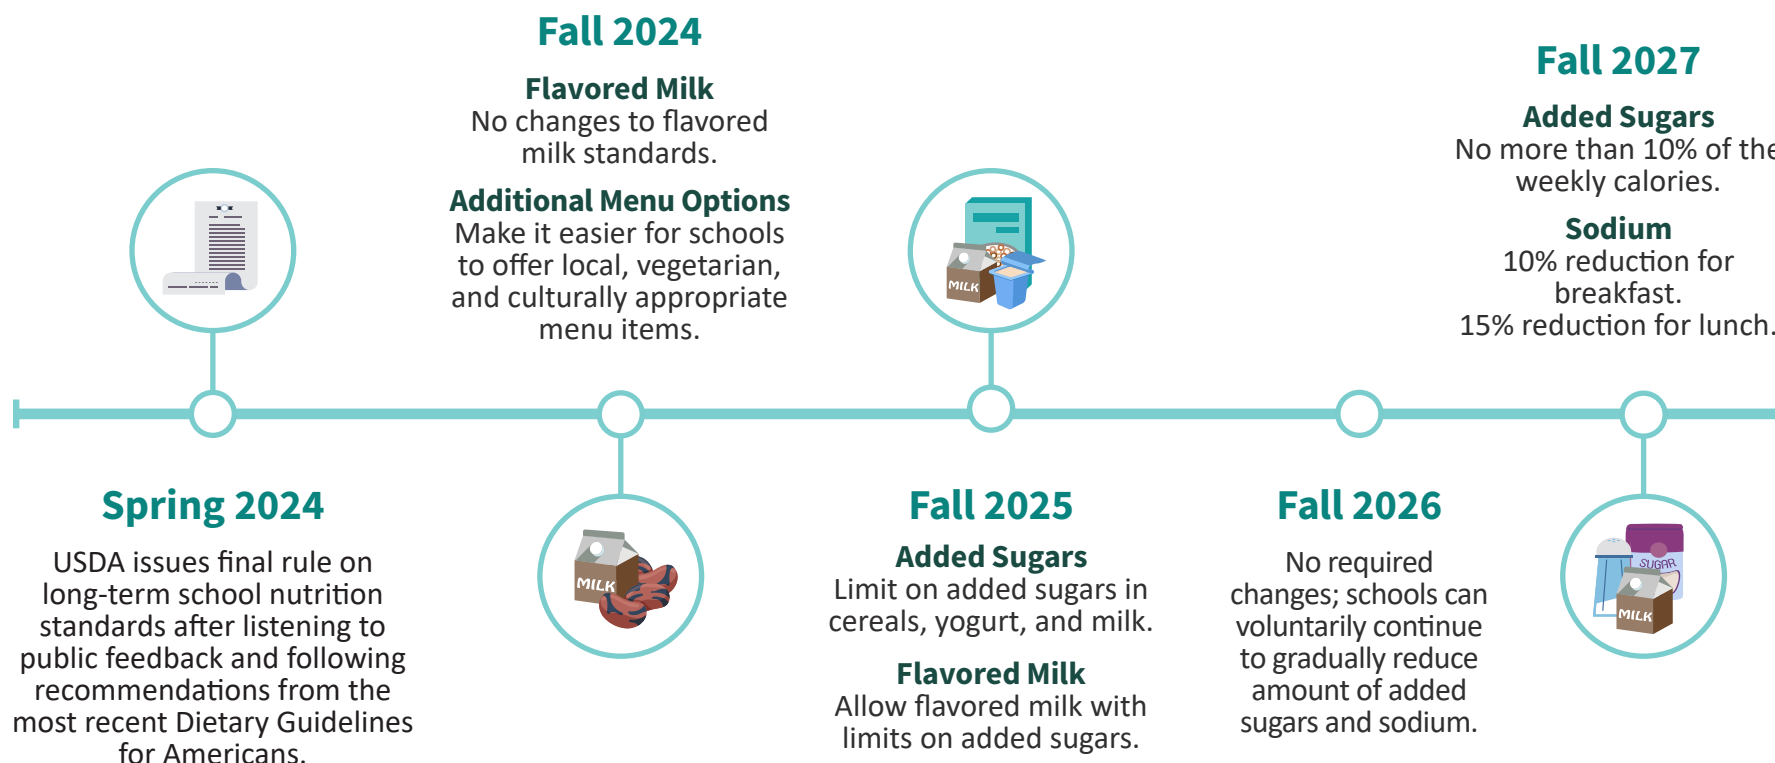 Spring 2024
USDA issues final rule on
long-term school nutrition
standards after listening to
public feedback and following
recommendations from the
most recent Dietary Guidelines
for Americans.
Fall 2024
Flavored Milk
No changes to flavored
milk standards.
Additional Menu Options
Make it easier for schools
to offer local, vegetarian,
and culturally appropriate
menu items.
MILK
MILK
Fall 2025
Added Sugars
Limit on added sugars in
cereals, yogurt, and milk.
Flavored Milk
Allow flavored milk with
limits on added sugars.
Fall 2026
No required
changes; schools can
voluntarily continue
to gradually reduce
amount of added
sugars and sodium.
Fall 2027
Added Sugars
No more than 10% of the
weekly calories.
Sodium
10% reduction for
breakfast.
15% reduction for lunch.
SUGAR
MILK